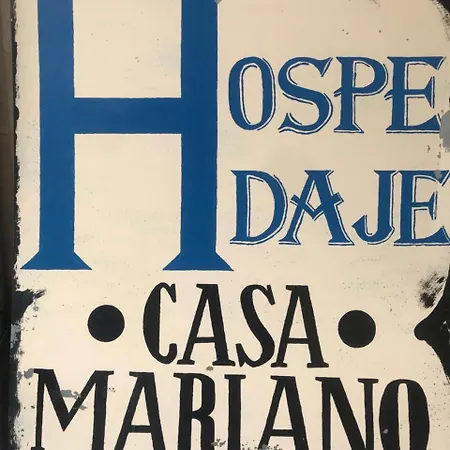 HOSPE
DAJE
• CASA •
MARIANO